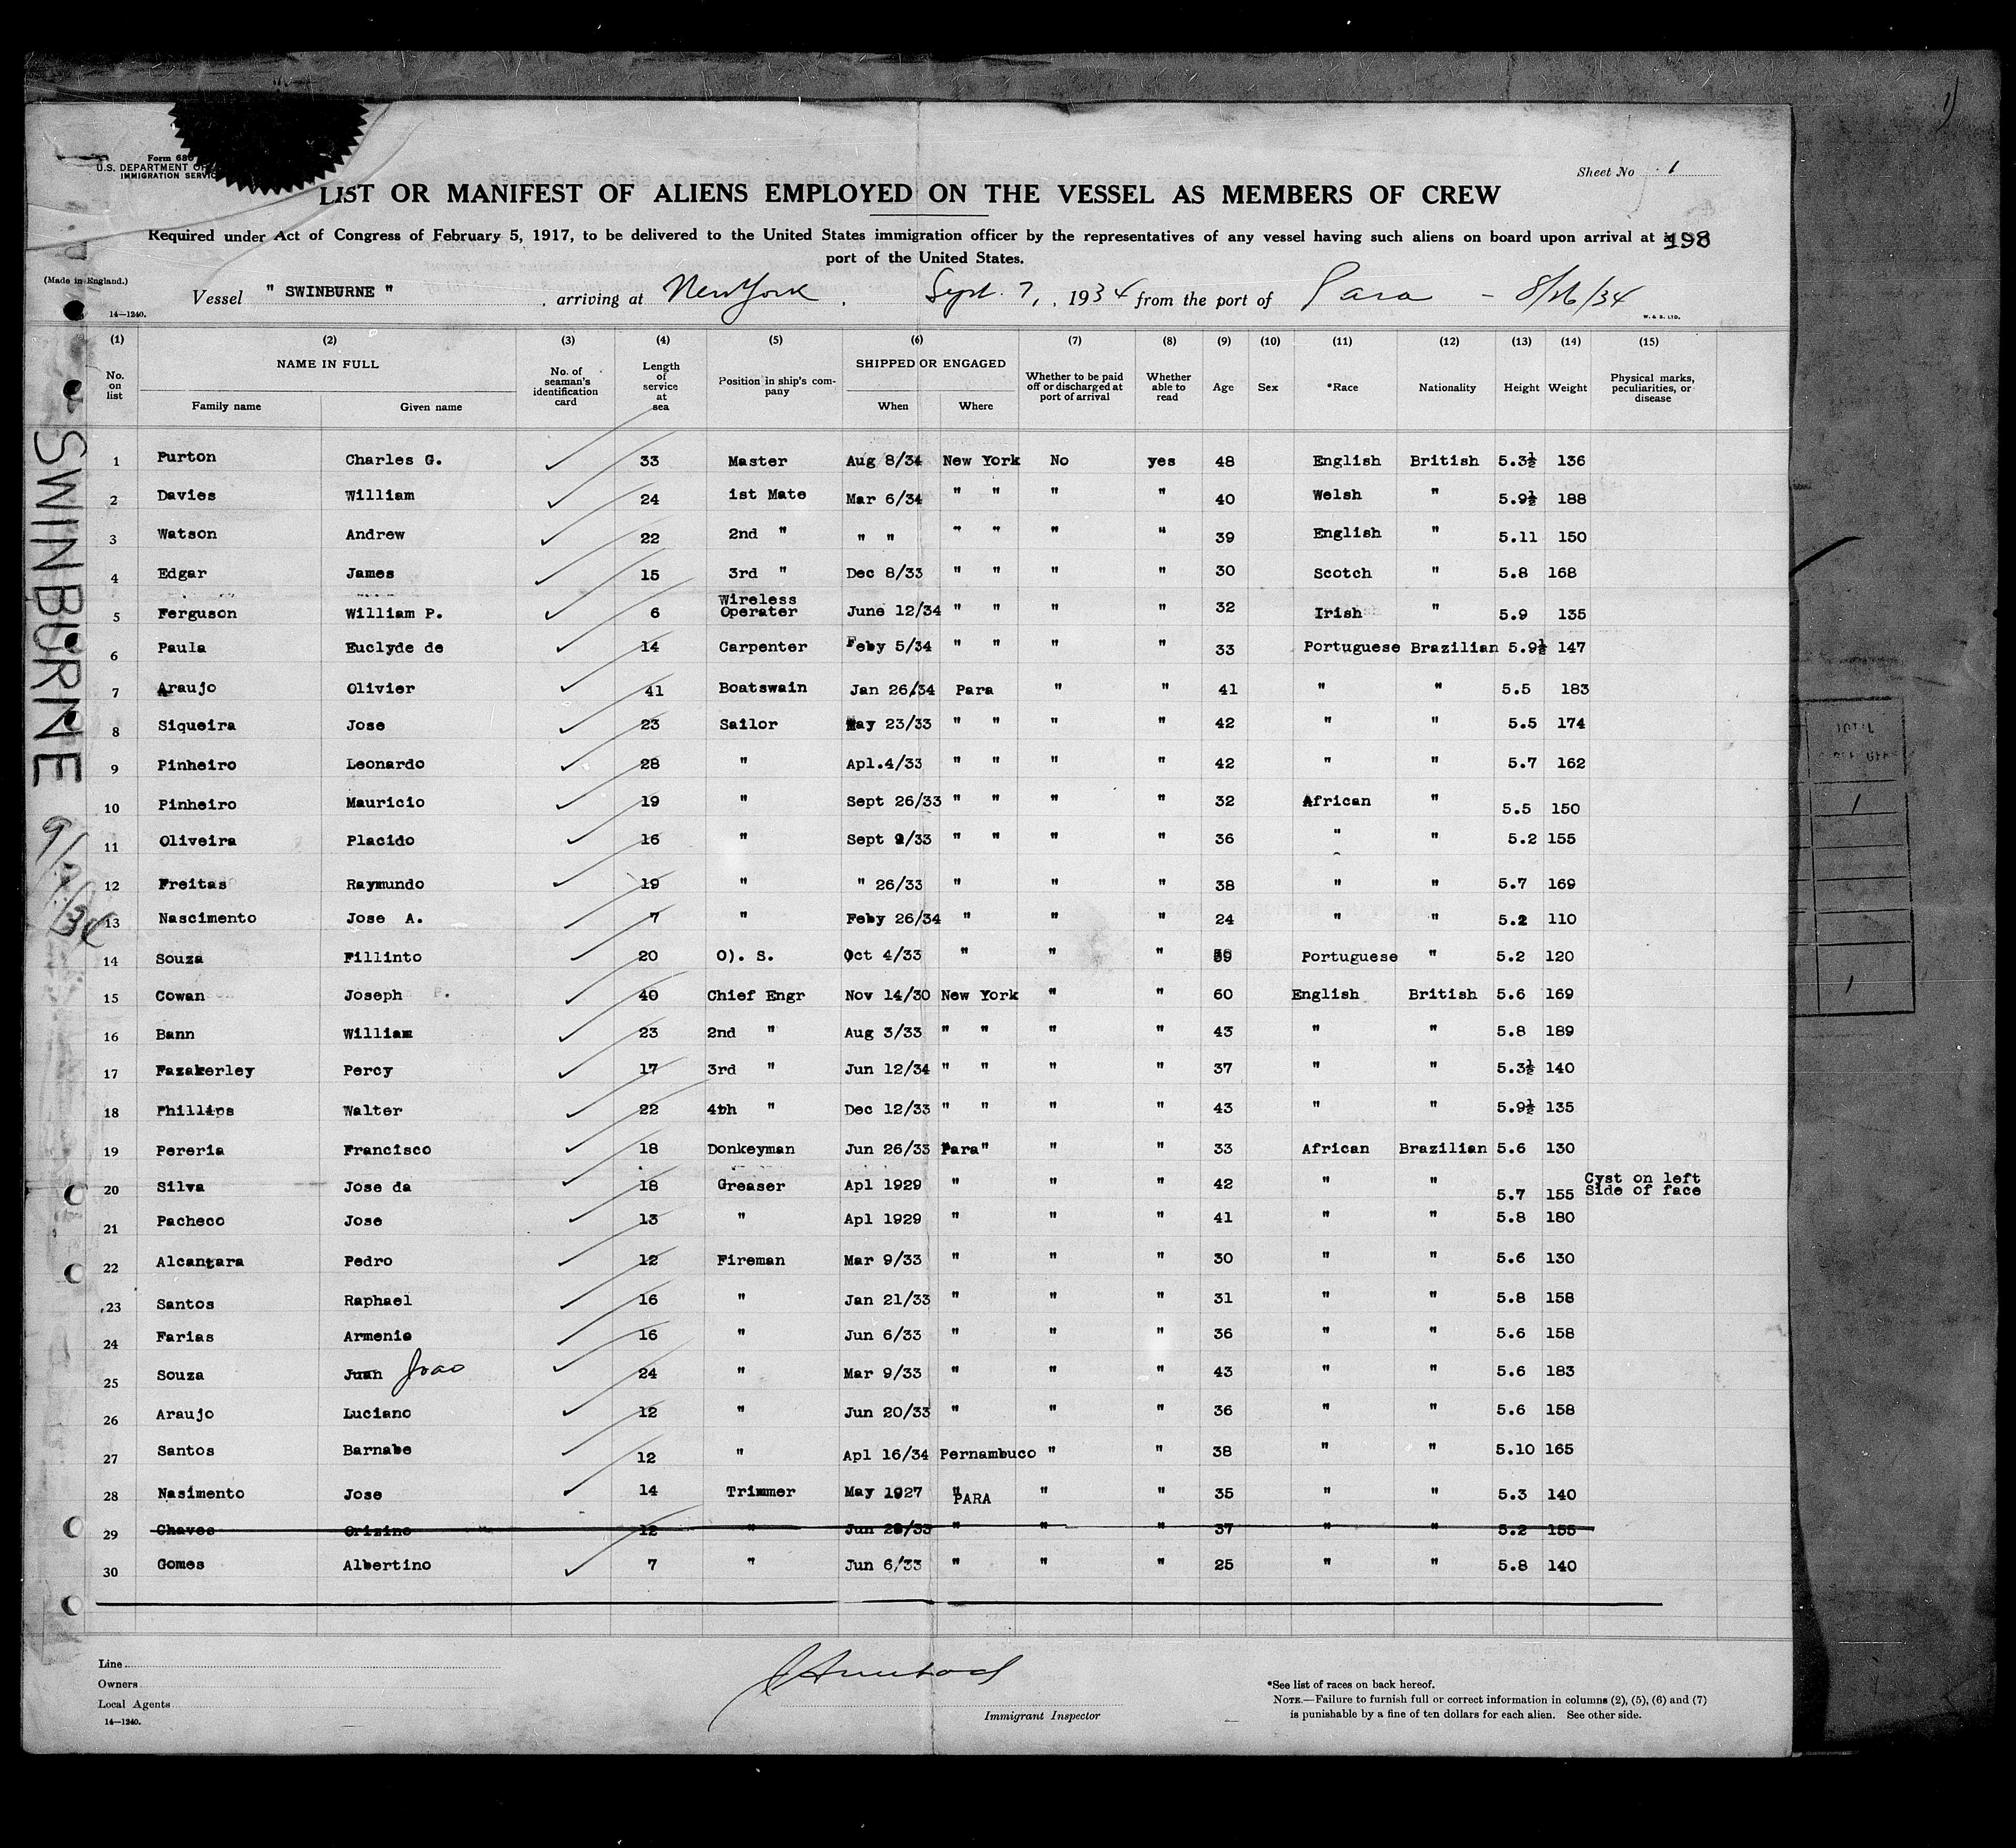 Form 680
U.S. DEPARTMENT OF
IMMIGRATION SERVICE
Sheet No. 1
LIST OR MANIFEST OF ALIENS EMPLOYED ON THE VESSEL AS MEMBERS OF CREW
Required under Act of Congress of February 5, 1917, to be delivered to the United States immigration officer by the representatives of any vessel having such aliens on board upon arrival at a 198
port of the United States.
(Made in England.)
Vessel " SWINBURNE " , arriving at New York , Sept. 7, , 1934 from the port of Para - 8/26/34
14—1240.
W. & S. LTD.
(1) (2) (3) (4) (5) (6) (7) (8) (9) (10) (11) (12) (13) (14) (15)
No. on list NAME IN FULL Family name Given name No. of seaman's identification card Length of service at sea Position in ship's company SHIPPED OR ENGAGED When Where Whether to be paid off or discharged at port of arrival Whether able to read Age Sex *Race Nationality Height Weight Physical marks, peculiarities, or disease
1 Purton Charles G. 33 Master Aug 8/34 New York No yes 48 English British 5.3½ 136
2 Davies William 24 1st Mate Mar 6/34 " " " " 40 Welsh " 5.9½ 188
3 Watson Andrew 22 2nd " " " " " " " 39 English " 5.11 150
4 Edgar James 15 3rd " Dec 8/33 " " " " 30 Scotch " 5.8 168
5 Ferguson William P. 6 Wireless Operater June 12/34 " " " " 32 Irish " 5.9 135
6 Paula Euclyde de 14 Carpenter Feby 5/34 " " " " 33 Portuguese Brazilian 5.9½ 147
7 Araujo Olivier 41 Boatswain Jan 26/34 Para " " 41 " " 5.5 183
8 Siqueira Jose 23 Sailor May 23/33 " " " " 42 " " 5.5 174
9 Pinheiro Leonardo 28 " Apl.4/33 " " " " 42 " " 5.7 162
10 Pinheiro Mauricio 19 " Sept 26/33 " " " " 32 African " 5.5 150
11 Oliveira Placido 16 " Sept 2/33 " " " " 36 " " 5.2 155
12 Freitas Raymundo 19 " " 26/33 " " " 38 " " 5.7 169
13 Nascimento Jose A. 7 " Feby 26/34 " " " 24 " " 5.2 110
14 Souza Fillinto 20 O). S. Oct 4/33 " " " 39 Portuguese " 5.2 120
15 Cowan Joseph 40 Chief Engr Nov 14/30 New York " " 60 English British 5.6 169
16 Bann William 23 2nd " Aug 3/33 " " " " 43 " " 5.8 189
17 Fazakerley Percy 17 3rd " Jun 12/34 " " " " 37 " " 5.3½ 140
18 Phillips Walter 22 4th " Dec 12/33 " " " " 43 " " 5.9½ 135
19 Pereria Francisco 18 Donkeyman Jun 26/33 Para" " " 33 African Brazilian 5.6 130
20 Silva Jose da 18 Greaser Apl 1929 " " " 42 " " 5.7 155 Cyst on left Side of face
21 Pacheco Jose 13 " Apl 1929 " " " 41 " " 5.8 180
22 Alcantara Pedro 12 Fireman Mar 9/33 " " " 30 " " 5.6 130
23 Santos Raphael 16 " Jan 21/33 " " " 31 " " 5.8 158
24 Farias Armenio 16 " Jun 6/33 " " " 36 " " 5.6 158
25 Souza Juan Joao 24 " Mar 9/33 " " " 43 " " 5.6 183
26 Araujo Luciano 12 " Jun 20/33 " " " 36 " " 5.6 158
27 Santos Barnabe 12 " Apl 16/34 Pernambuco " " 38 " " 5.10 165
28 Nasimento Jose 14 Trimmer May 1927 " PARA " " 35 " " 5.3 140
29 Chaves Orizino 12 " Jun 28/33 " " " 37 " " 5.2 155
30 Gomes Albertino 7 " Jun 6/33 " " " 25 " " 5.8 140
SWINBURNE 9/7/34
Line
Owners
Local Agents
14—1240.
Immigrant Inspector
*See list of races on back hereof.
NOTE.—Failure to furnish full or correct information in columns (2), (5), (6) and (7)
is punishable by a fine of ten dollars for each alien. See other side.
TOTAL
1
1